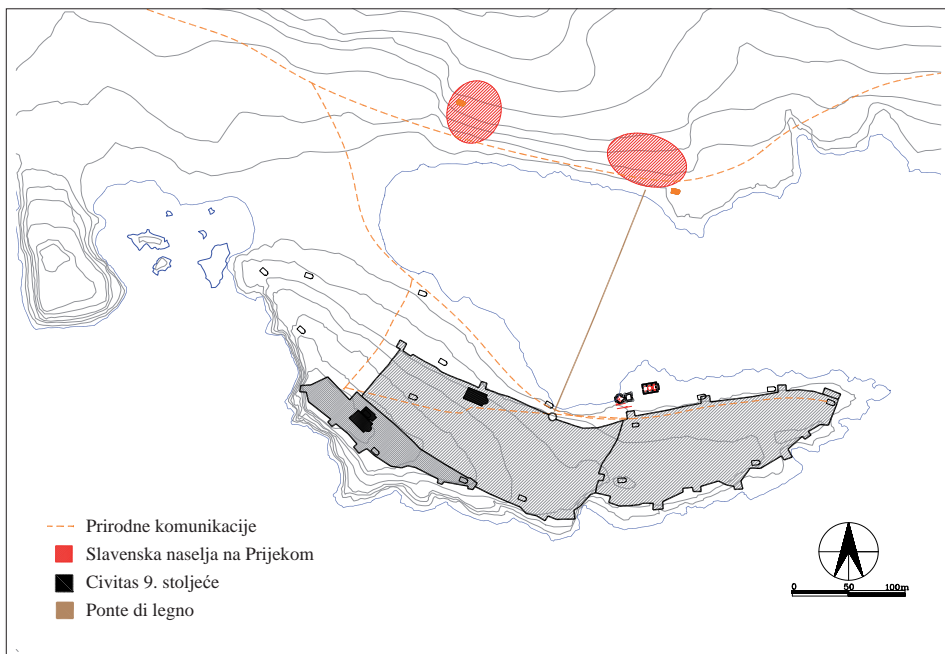 Prirodne komunikacije
Slavenska naselja na Prijekom
Civitas 9. stoljeće
Ponte di legno
0 50 100m